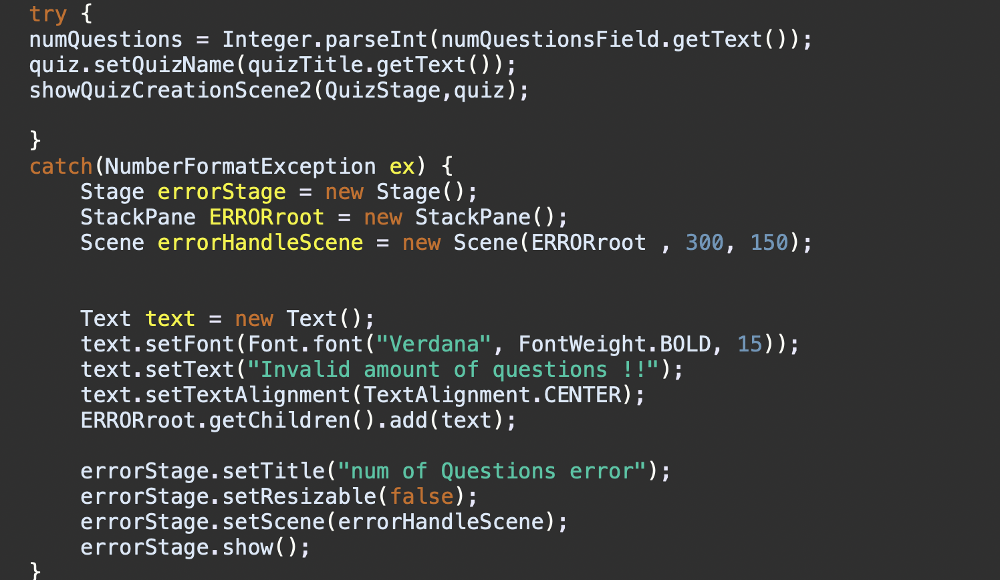 try {
numQuestions = Integer.parseInt(numQuestionsField.getText());
quiz.setQuizName(quizTitle.getText());
showQuizCreationScene2(QuizStage,quiz);
}
catch(NumberFormatException ex) {
Stage errorStage = new Stage();
StackPane ERRORroot = new StackPane();
Scene errorHandleScene = new Scene(ERRORroot , 300, 150);
Text text = new Text();
text.setFont(Font.font("Verdana", FontWeight.BOLD, 15));
text.setText("Invalid amount of questions !!");
text.setTextAlignment(TextAlignment.CENTER);
ERRORroot.getChildren().add(text);
errorStage.setTitle("num of Questions error");
errorStage.setResizable(false);
errorStage.setScene(errorHandleScene);
errorStage.show();
}